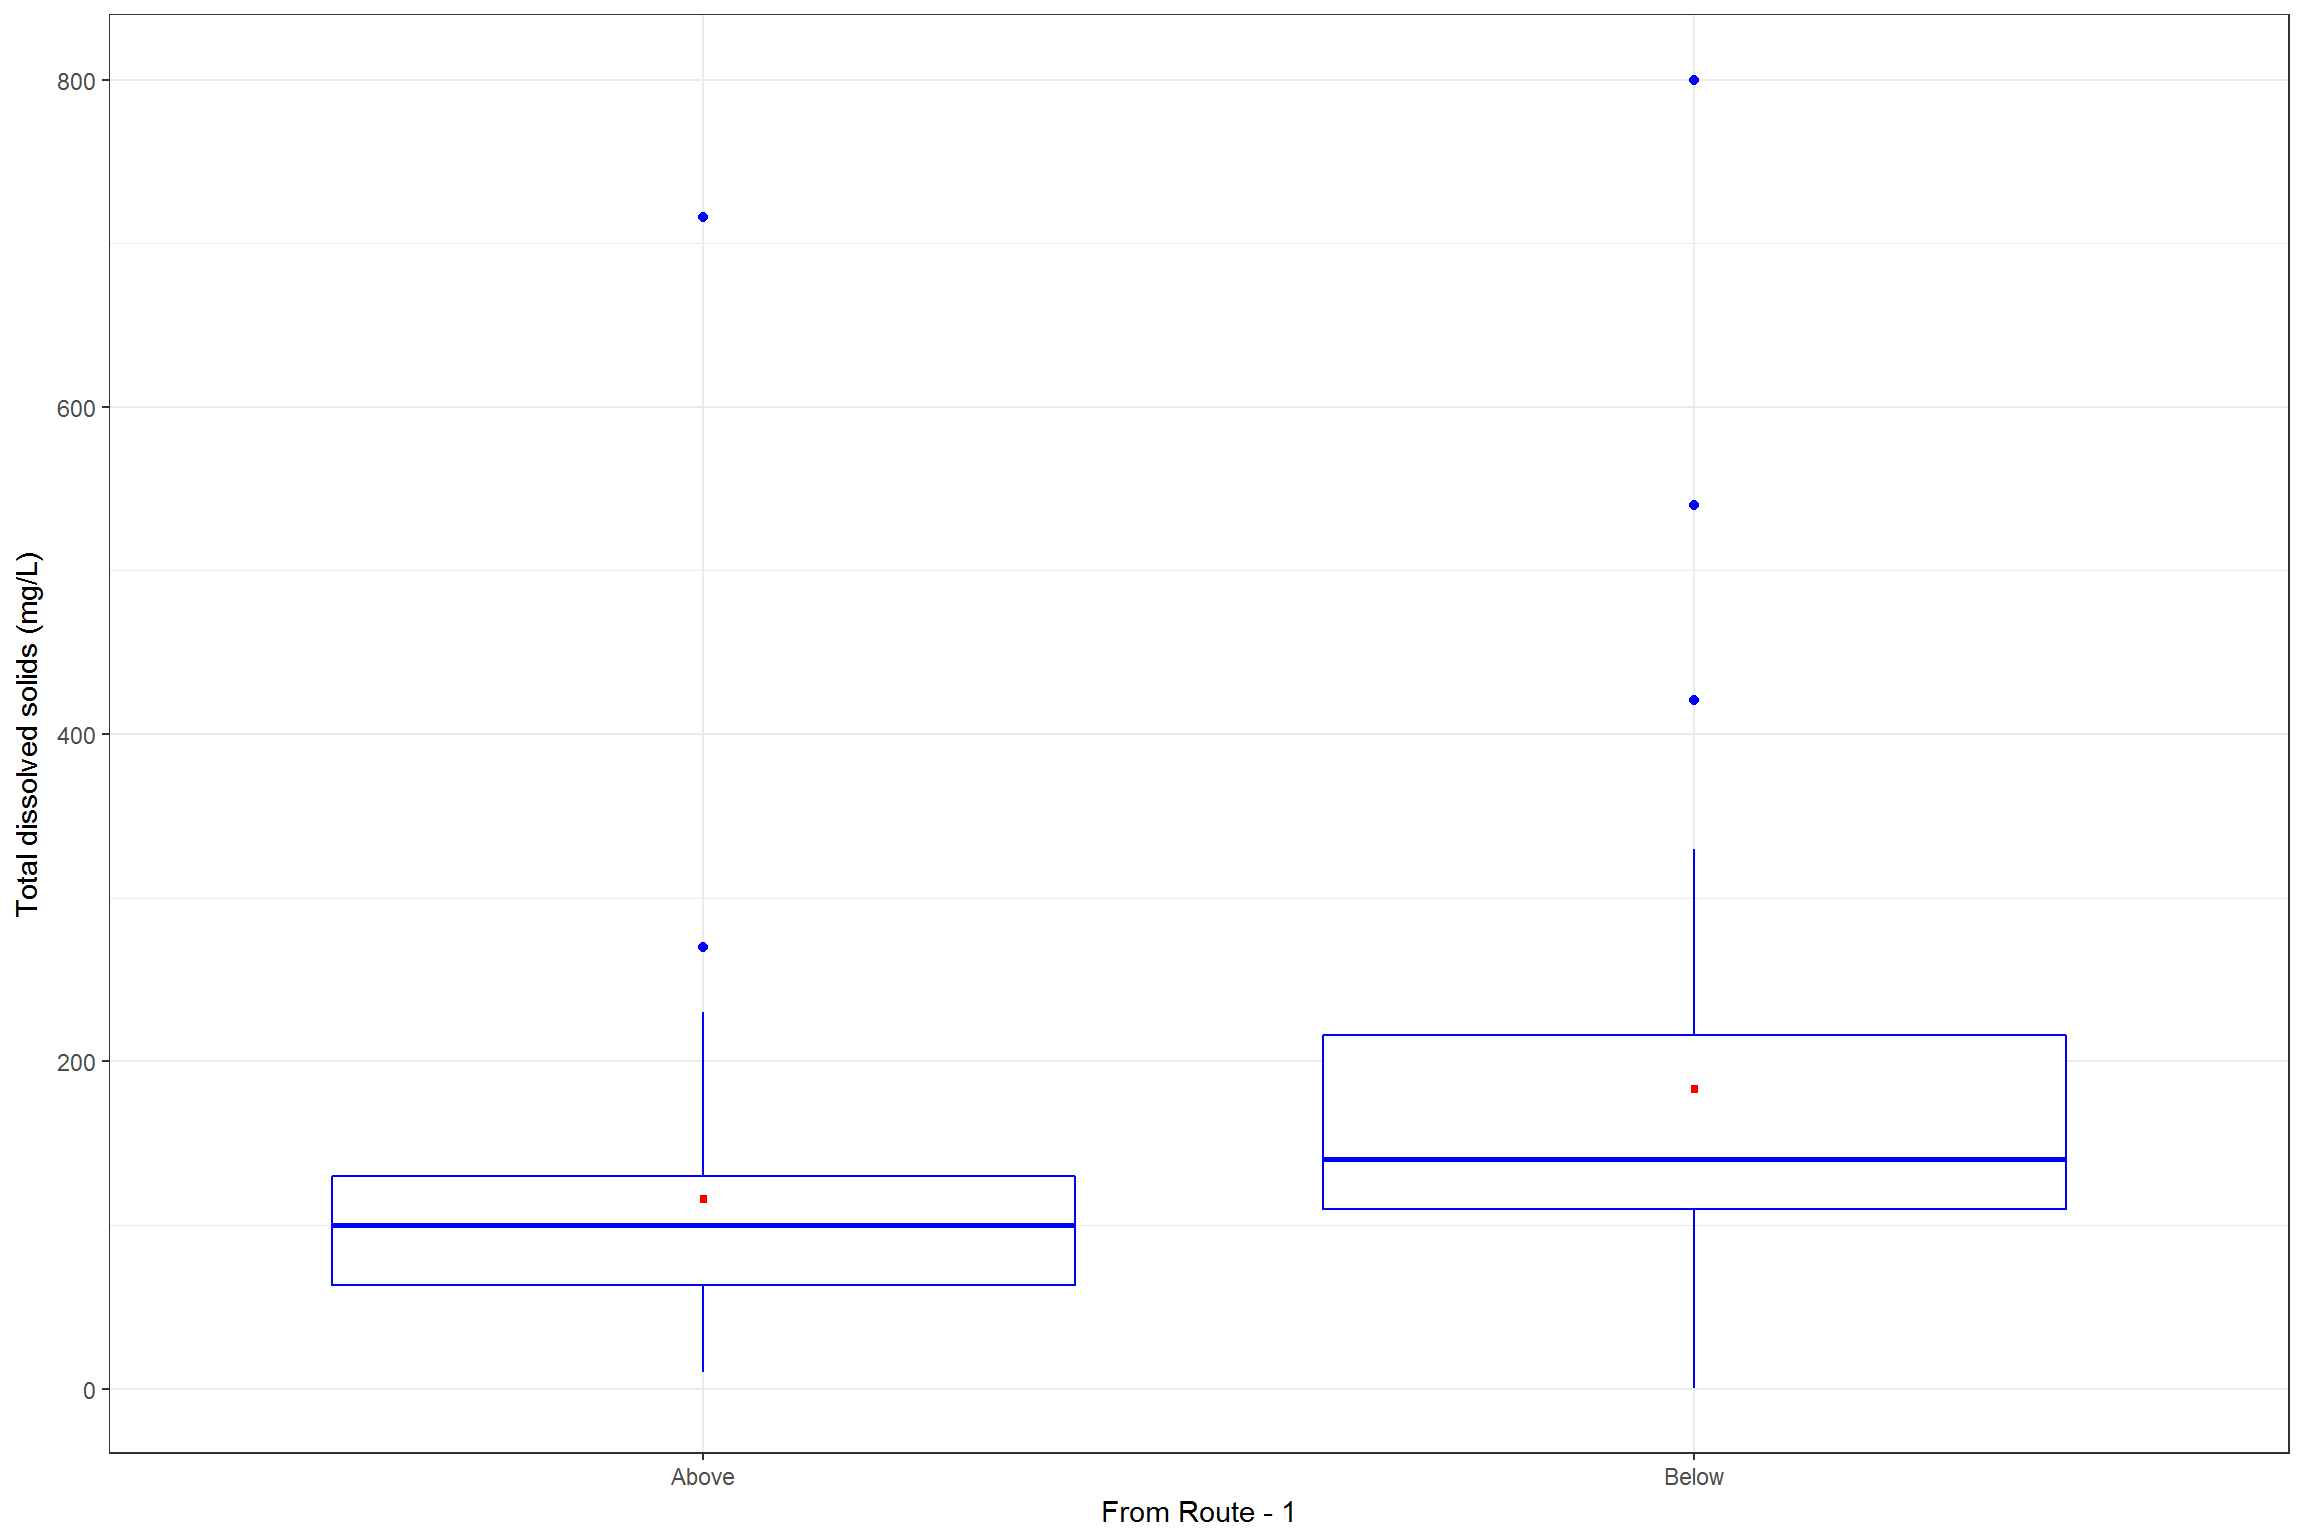 Total dissolved solids (mg/L)
800
600
400
200
0
Above
Below
From Route - 1